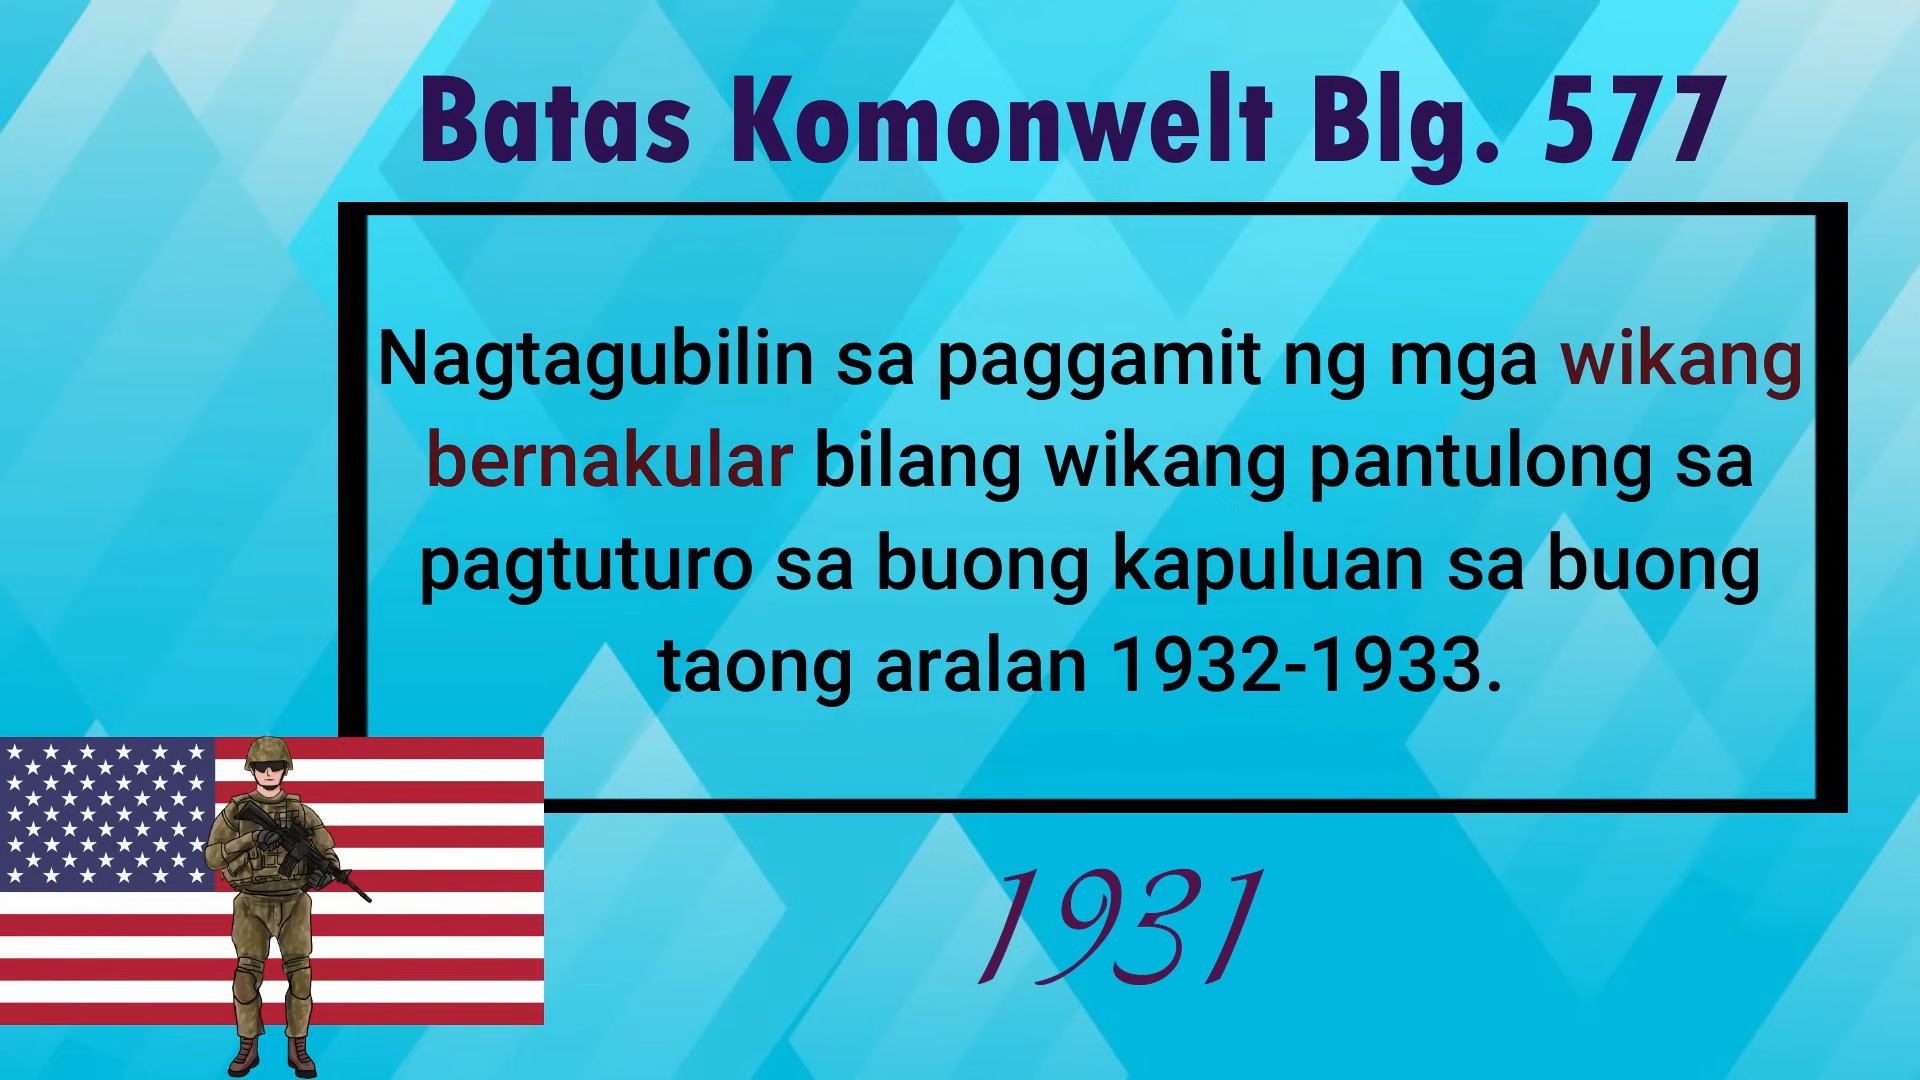 Batas Komonwelt Blg. 577
Nagtagubilin sa paggamit ng mga wikang
bernakular bilang wikang pantulong sa
pagtuturo sa buong kapuluan sa buong
taong aralan 1932-1933.
1931